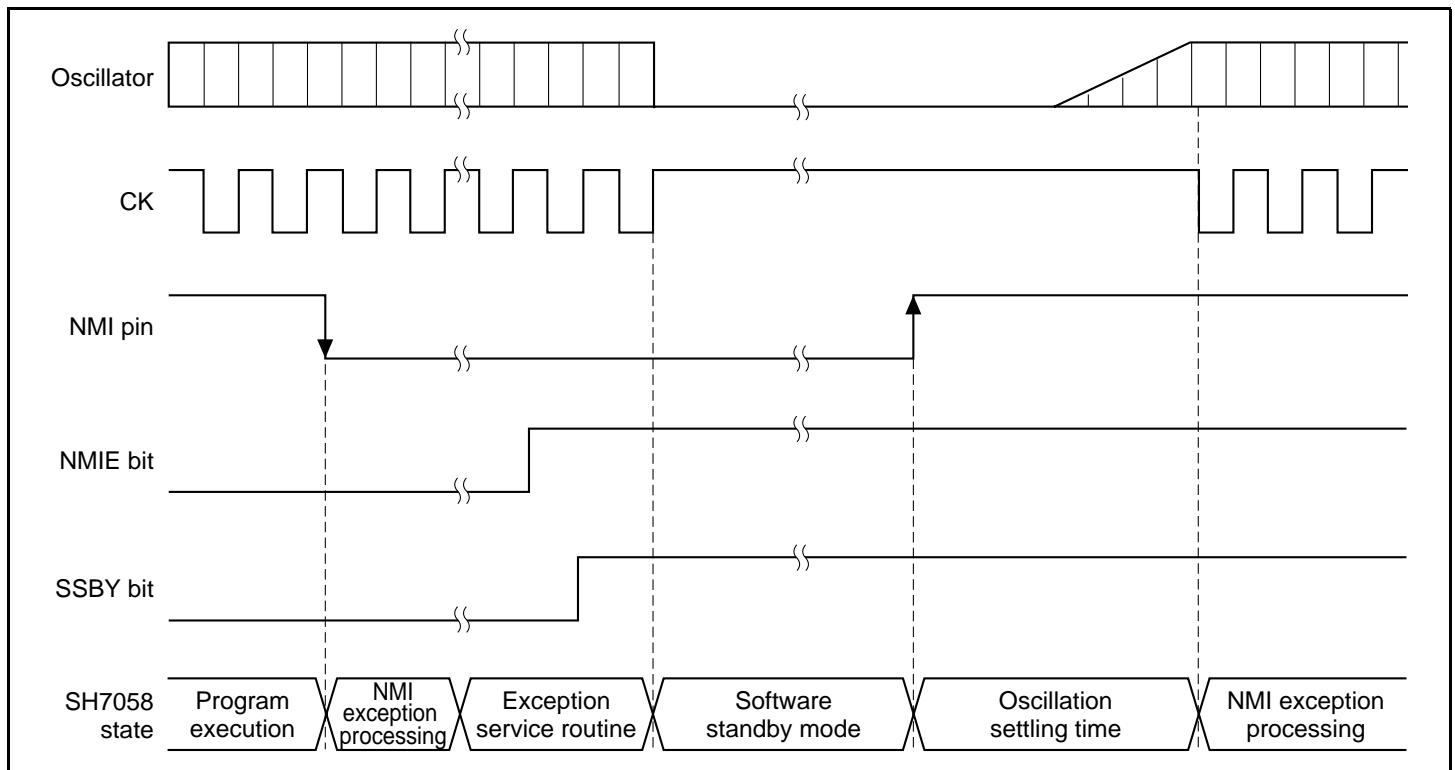 Oscillator
CK
NMI pin
NMIE bit
SSBY bit
SH7058
state
Program
execution
NMI
exception
processing
Exception
service routine
Software
standby mode
Oscillation
settling time
NMI exception
processing